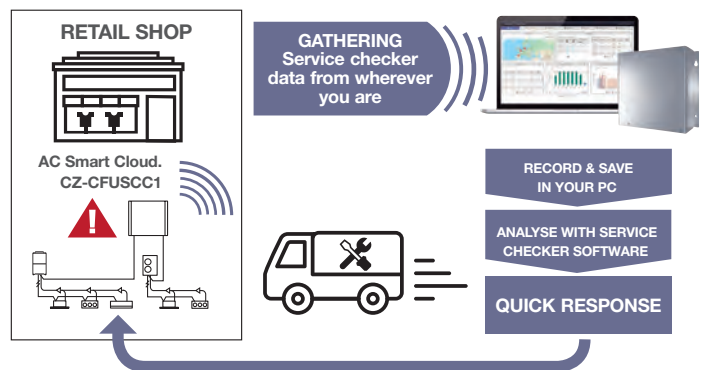 RETAIL SHOP
AC Smart Cloud.
CZ-CFUSCC1
GATHERING
Service checker
data from wherever
you are
RECORD & SAVE
IN YOUR PC
ANALYSE WITH SERVICE
CHECKER SOFTWARE
QUICK RESPONSE